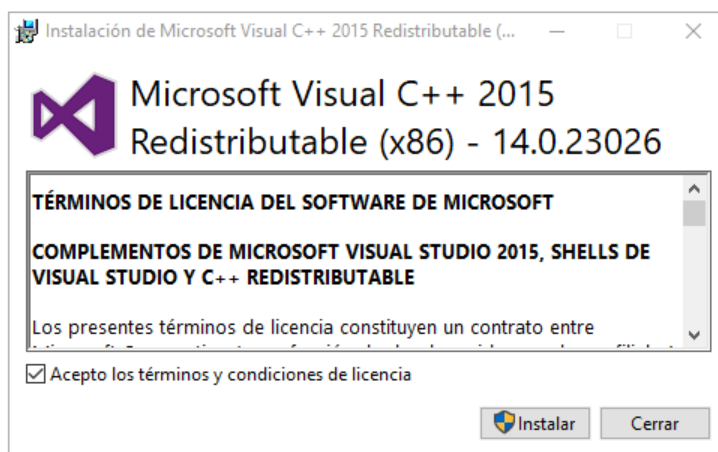 Instalación de Microsoft Visual C++ 2015 Redistributable (...
Microsoft Visual C++ 2015
Redistributable (x86) - 14.0.23026
TÉRMINOS DE LICENCIA DEL SOFTWARE DE MICROSOFT
COMPLEMENTOS DE MICROSOFT VISUAL STUDIO 2015, SHELLS DE
VISUAL STUDIO Y C++ REDISTRIBUTABLE
Los presentes términos de licencia constituyen un contrato entre
Acepto los términos y condiciones de licencia
Instalar Cerrar